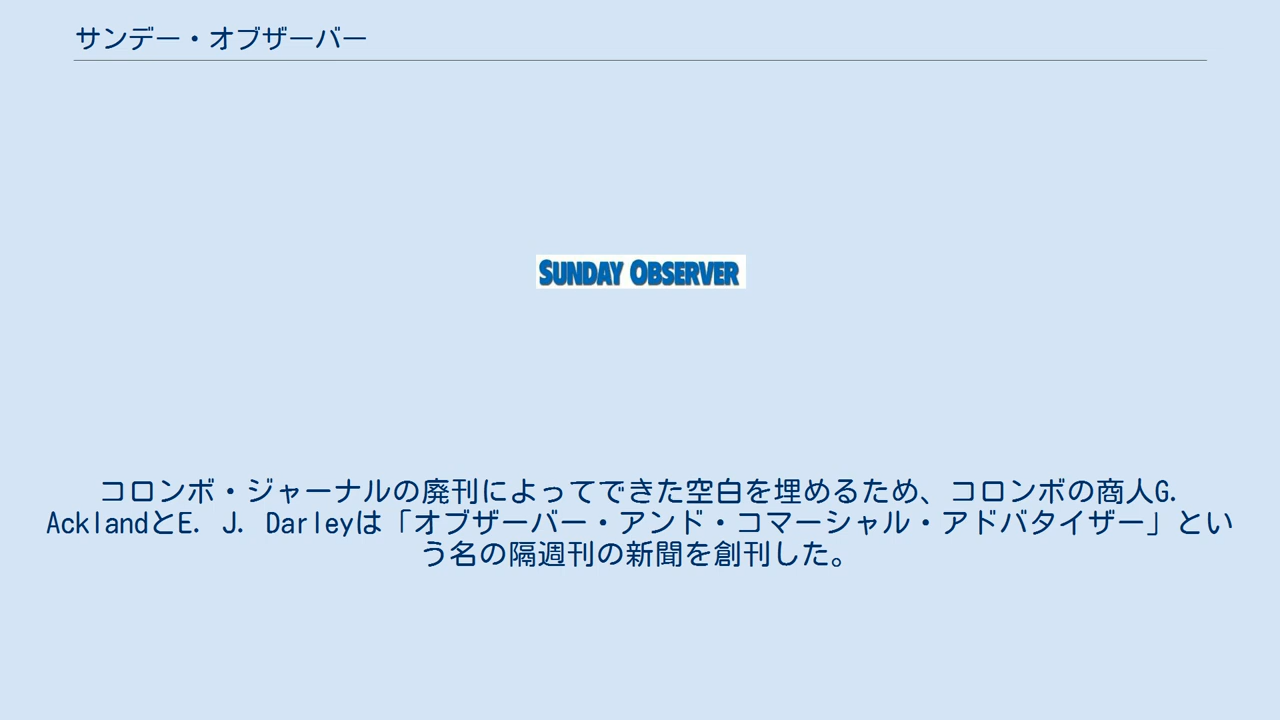 サンデー・オブザーバー
SUNDAY OBSERVER
コロンボ・ジャーナルの廃刊によってできた空白を埋めるため、コロンボの商人G.
AcklandとE. J. Darleyは「オブザーバー・アンド・コマーシャル・アドバタイザー」とい
う名の隔週刊の新聞を創刊した。